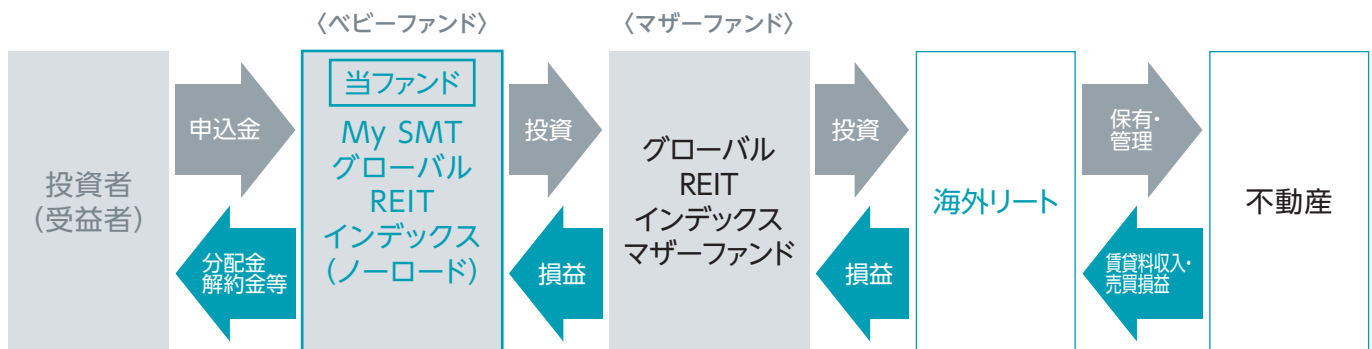 〈ベビーファンド〉
〈マザーファンド〉
投資者
(受益者)
申込金
分配金
解約金等
当ファンド
My SMT
グローバル
REIT
インデックス
(ノーロード)
投資
損益
グローバル
REIT
インデックス
マザーファンド
投資
損益
海外リート
保有・
管理
賃貸料収入・
売買損益
不動産